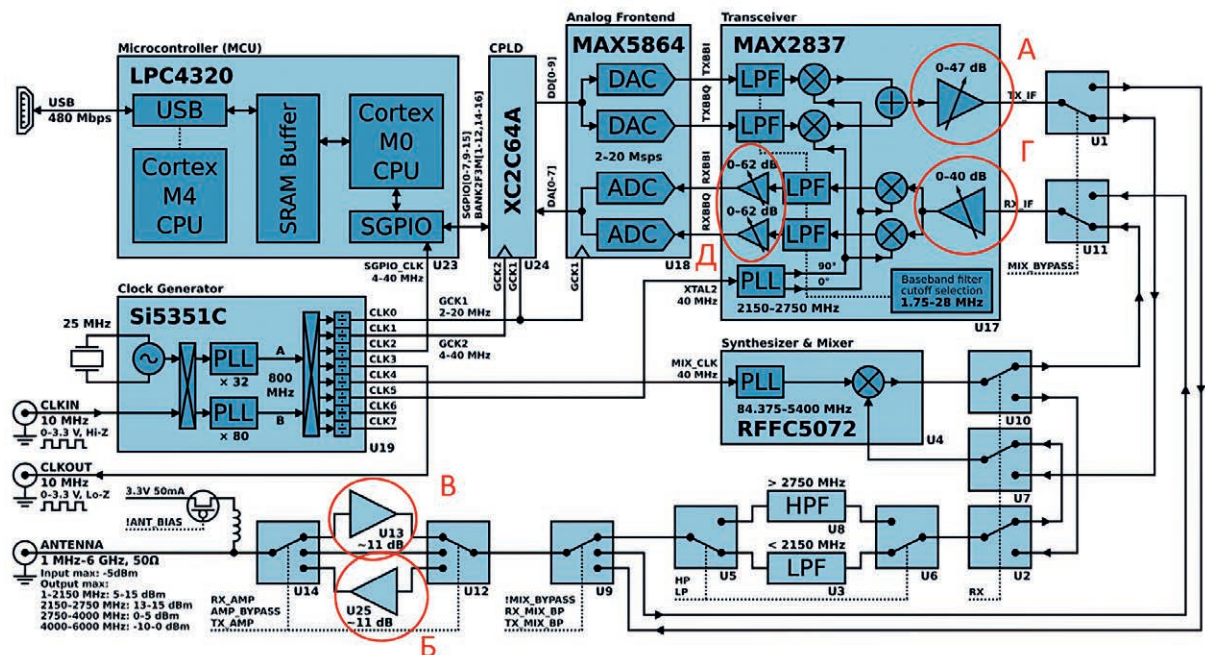 Microcontroller (MCU)
LPC4320
USB
480 Mbps
USB
Cortex
M4
CPU
SRAM Buffer
Cortex
M0
CPU
SGPIO
U23
SGPIO_CLK
4–40 MHz
SGPIO[0-7,9-15]
BANK2F3M[1-12,14-16]
CPLD
XC2C64A
U24
GCK2
GCK1
DD[0-9]
DA[0-7]
Analog Frontend
MAX5864
DAC
DAC
2–20 Msps
ADC
ADC
U18
GCK1
TXBBI
TXBBQ
RXBBI
RXBBQ
Transceiver
MAX2837
LPF
LPF
0–47 dB
А
TX_IF
0–62 dB
LPF
0–62 dB
LPF
Д
0–40 dB
Г
RX_IF
PLL
90°
0°
2150–2750 MHz
XTAL2
40 MHz
Baseband filter
cutoff selection
1.75–28 MHz
U17
U1
U11
MIX_BYPASS
Clock Generator
Si5351C
25 MHz
PLL
× 32
A
800
MHz
PLL
× 80
B
CLK0
CLK1
CLK2
CLK3
CLK4
CLK5
CLK6
CLK7
U19
GCK1
2–20 MHz
GCK2
4–40 MHz
CLKIN
10 MHz
0–3.3 V, Hi-Z
CLKOUT
10 MHz
0–3.3 V, Lo-Z
Synthesizer & Mixer
MIX_CLK
40 MHz
PLL
84.375–5400 MHz
RFFC5072
U4
U10
U7
3.3V 50mA
!ANT_BIAS
ANTENNA
1 MHz–6 GHz, 50Ω
Input max: -5dBm
Output max:
1-2150 MHz: 5-15 dBm
2150-2750 MHz: 13-15 dBm
2750-4000 MHz: 0-5 dBm
4000-6000 MHz: -10-0 dBm
В
U13
~11 dB
U25
~11 dB
Б
U14
U12
RX_AMP
AMP_BYPASS
TX_AMP
U9
!MIX_BYPASS
RX_MIX_BP
TX_MIX_BP
U5
HP
LP
> 2750 MHz
HPF
U8
< 2150 MHz
LPF
U3
U6
U2
RX